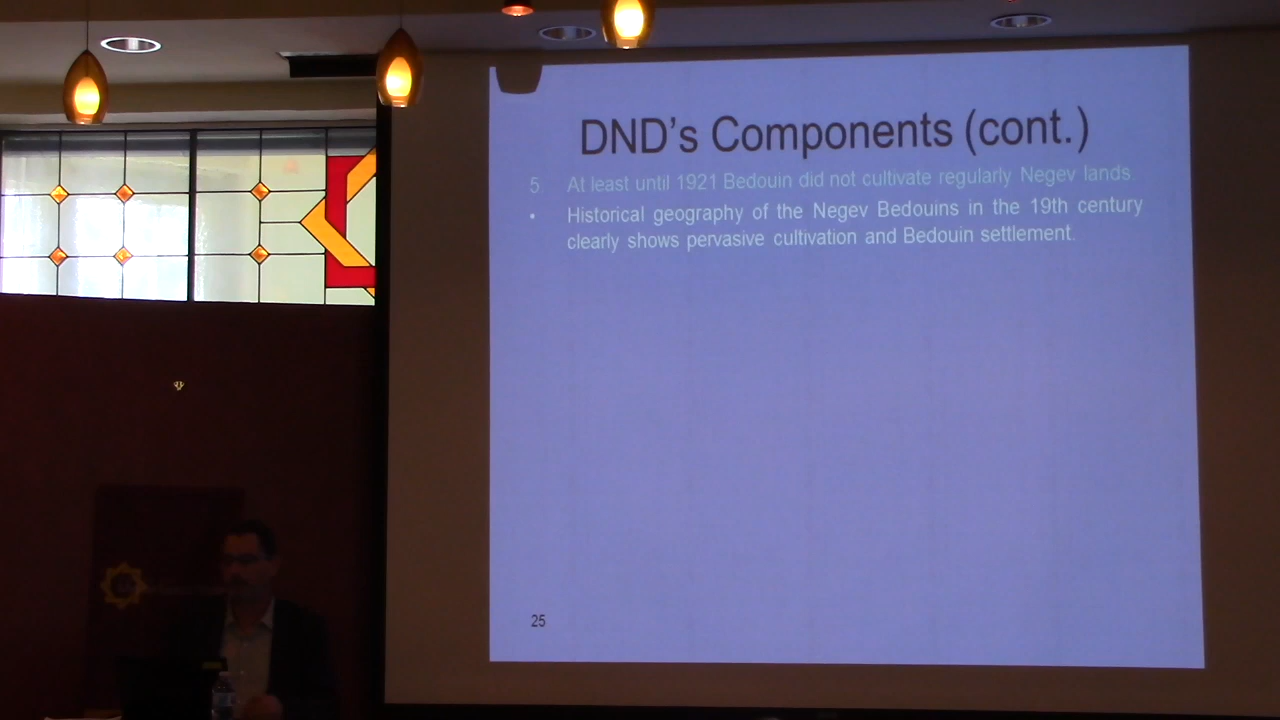 DND's Components (cont.)
5. At least until 1921 Bedouin did not cultivate regularly Negev lands.
• Historical geography of the Negev Bedouins in the 19th century
clearly shows pervasive cultivation and Bedouin settlement.
25